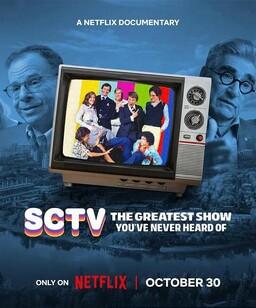 A NETFLIX DOCUMENTARY
SCTV THE GREATEST SHOW
YOU'VE NEVER HEARD OF
ONLY ON NETFLIX | OCTOBER 30